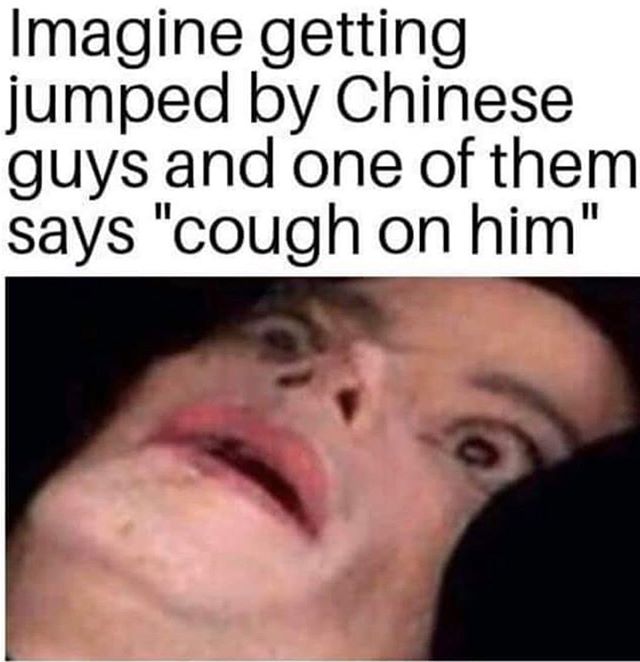 Imagine getting
jumped by Chinese
guys and one of them
says "cough on him"